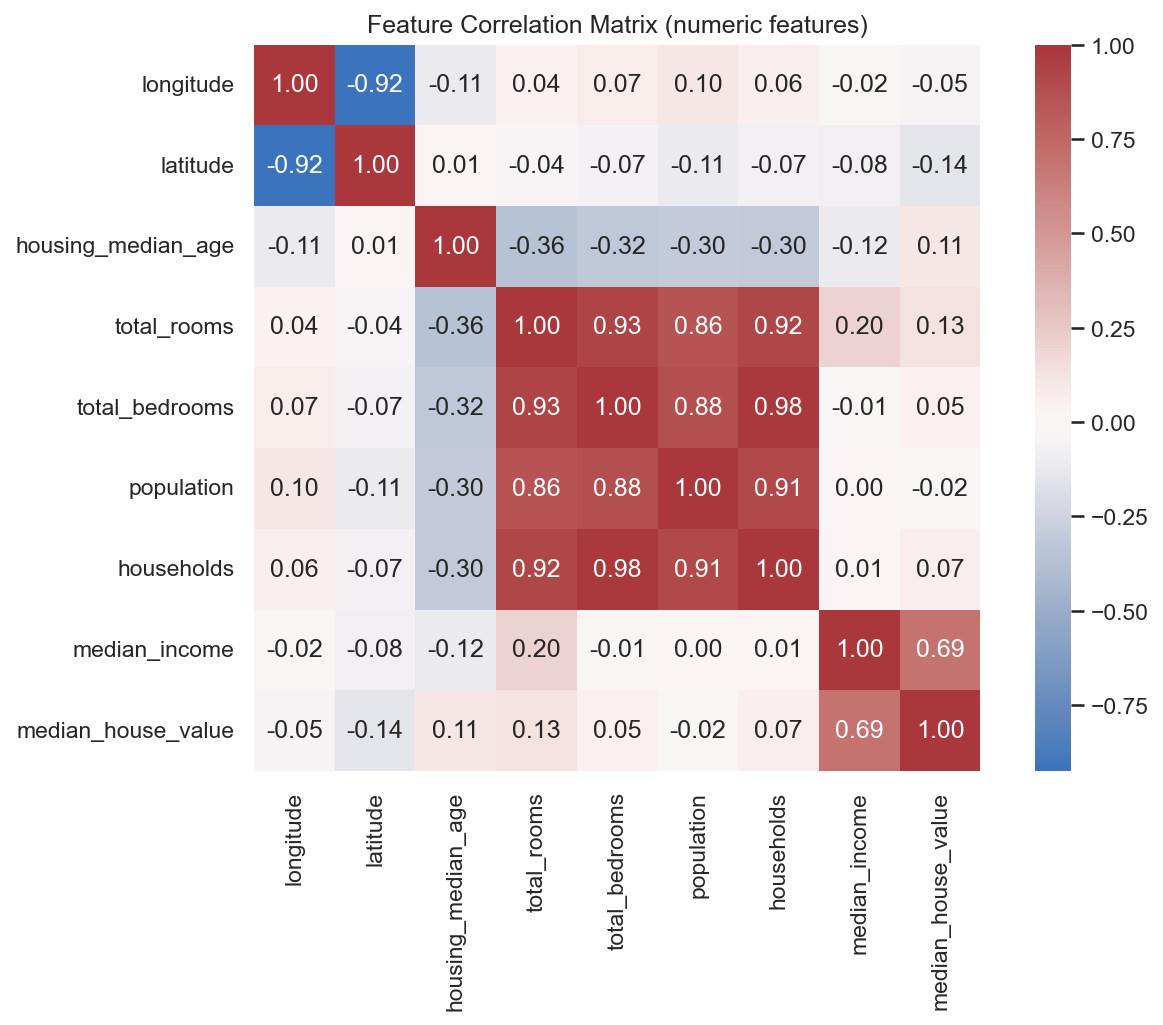 Feature Correlation Matrix (numeric features)
longitude 1.00 -0.92 -0.11 0.04 0.07 0.10 0.06 -0.02 -0.05
latitude -0.92 1.00 0.01 -0.04 -0.07 -0.11 -0.07 -0.08 -0.14
housing_median_age -0.11 0.01 1.00 -0.36 -0.32 -0.30 -0.30 -0.12 0.11
total_rooms 0.04 -0.04 -0.36 1.00 0.93 0.86 0.92 0.20 0.13
total_bedrooms 0.07 -0.07 -0.32 0.93 1.00 0.88 0.98 -0.01 0.05
population 0.10 -0.11 -0.30 0.86 0.88 1.00 0.91 0.00 -0.02
households 0.06 -0.07 -0.30 0.92 0.98 0.91 1.00 0.01 0.07
median_income -0.02 -0.08 -0.12 0.20 -0.01 0.00 0.01 1.00 0.69
median_house_value -0.05 -0.14 0.11 0.13 0.05 -0.02 0.07 0.69 1.00
longitude
latitude
housing_median_age
total_rooms
total_bedrooms
population
households
median_income
median_house_value
1.00
0.75
0.50
0.25
0.00
−0.25
−0.50
−0.75